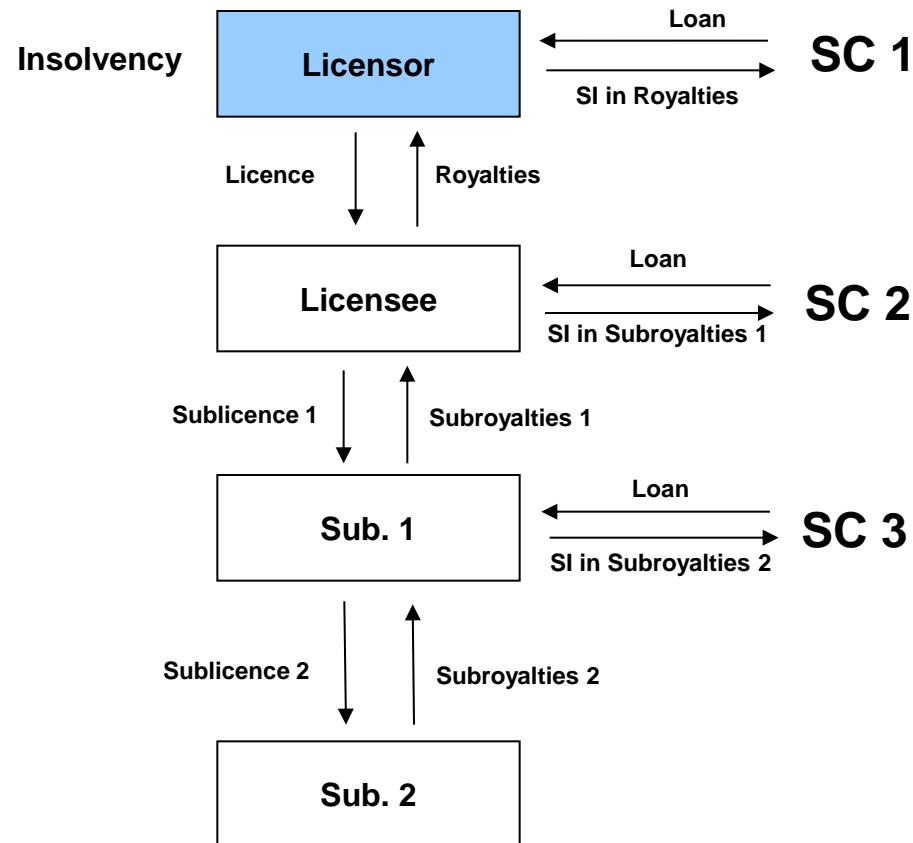 Loan
Insolvency
Licensor
SC 1
SI in Royalties
Licence
Royalties
Loan
Licensee
SC 2
SI in Subroyalties 1
Sublicence 1
Subroyalties 1
Loan
Sub. 1
SC 3
SI in Subroyalties 2
Sublicence 2
Subroyalties 2
Sub. 2